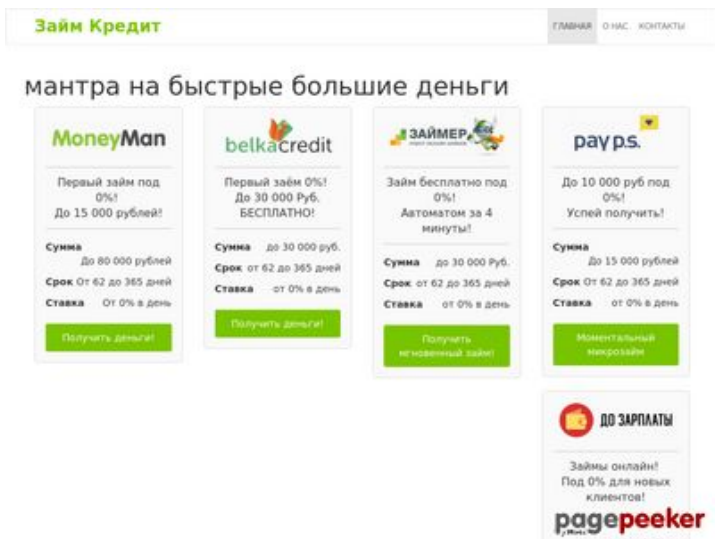 Займ Кредит
ГЛАВНАЯ О НАС КОНТАКТЫ
мантра на быстрые большие деньги
MoneyMan
Первый займ под
0%!
До 15 000 рублей!
Сумма
До 80 000 рублей
Срок От 62 до 365 дней
Ставка От 0% в день
Получить деньги!
belkacredit
Первый заём 0%!
До 30 000 Руб.
БЕСПЛАТНО!
Сумма до 30 000 руб.
Срок от 62 до 365 дней
Ставка от 0% в день
Получить деньги!
ЗАЙМЕР
Займ бесплатно под
0%!
Автоматом за 4
минуты!
Сумма до 30 000 Руб.
Срок от 62 до 365 дней
Ставка от 0% в день
Получить
мгновенный займ!
pay p.s.
До 10 000 руб под
0%!
Успей получить!
Сумма
До 15 000 рублей
Срок От 62 до 365 дней
Ставка От 0% в день
Моментальный
микрозайм
ДО ЗАРПЛАТЫ
Займы онлайн!
Под 0% для новых
клиентов!
pagepeeker